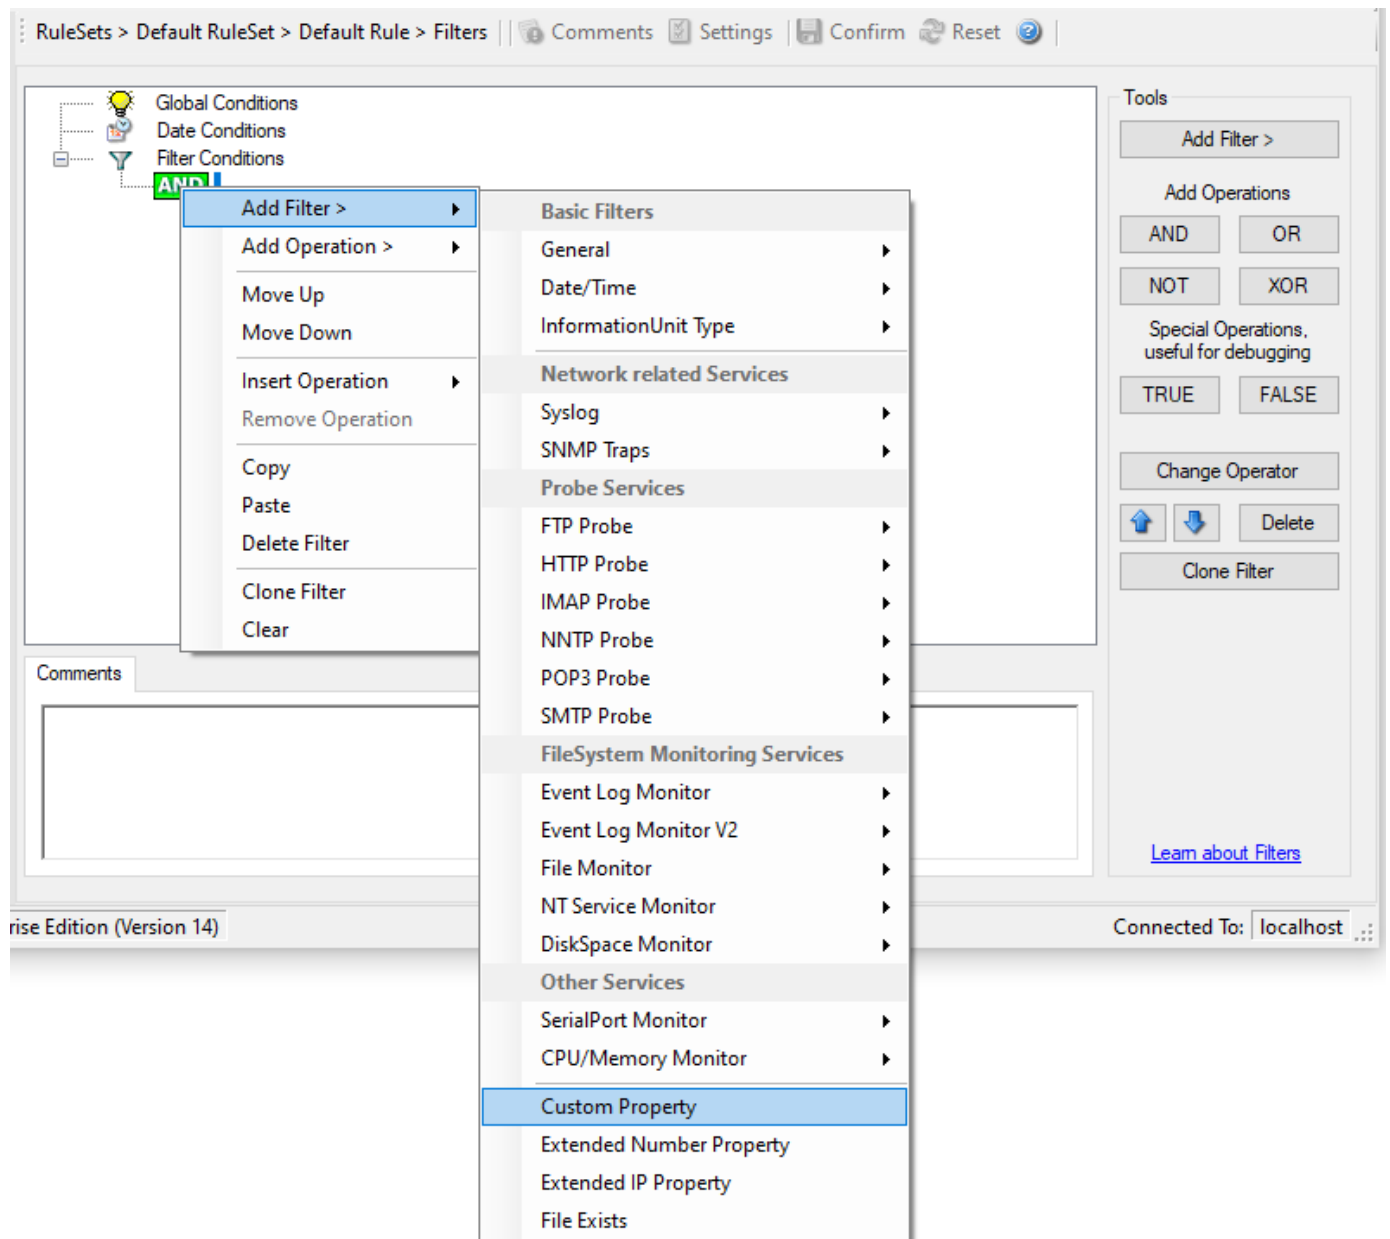 RuleSets > Default RuleSet > Default Rule > Filters Comments Settings Confirm Reset
Global Conditions
Date Conditions
Filter Conditions
AND
Add Filter >
Add Operation >
Move Up
Move Down
Insert Operation
Remove Operation
Copy
Paste
Delete Filter
Clone Filter
Clear
Basic Filters
General
Date/Time
InformationUnit Type
Network related Services
Syslog
SNMP Traps
Probe Services
FTP Probe
HTTP Probe
IMAP Probe
NNTP Probe
POP3 Probe
SMTP Probe
FileSystem Monitoring Services
Event Log Monitor
Event Log Monitor V2
File Monitor
NT Service Monitor
DiskSpace Monitor
Other Services
SerialPort Monitor
CPU/Memory Monitor
Custom Property
Extended Number Property
Extended IP Property
File Exists
Tools
Add Filter >
Add Operations
AND OR
NOT XOR
Special Operations,
useful for debugging
TRUE FALSE
Change Operator
Delete
Clone Filter
Learn about Filters
Comments
rise Edition (Version 14)
Connected To: localhost